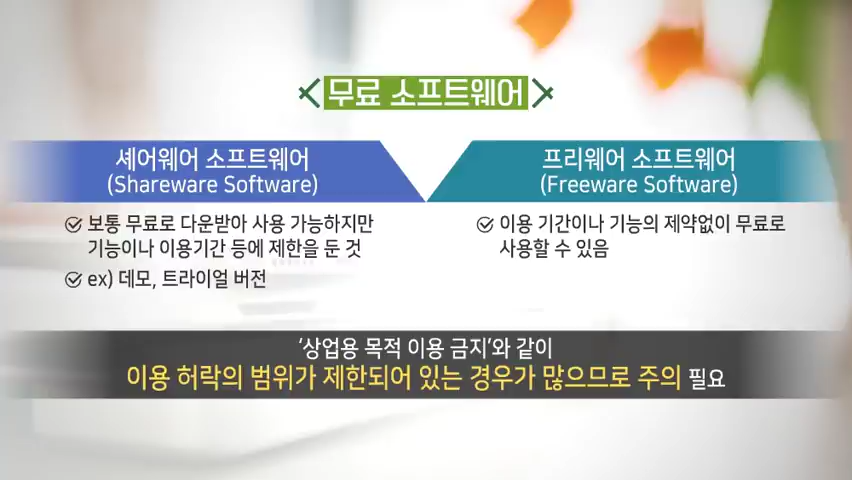 무료 소프트웨어
셰어웨어 소프트웨어
(Shareware Software)
보통 무료로 다운받아 사용 가능하지만
기능이나 이용기간 등에 제한을 둔 것
ex) 데모, 트라이얼 버전
프리웨어 소프트웨어
(Freeware Software)
이용 기간이나 기능의 제약없이 무료로
사용할 수 있음
‘상업용 목적 이용 금지’와 같이
이용 허락의 범위가 제한되어 있는 경우가 많으므로 주의 필요